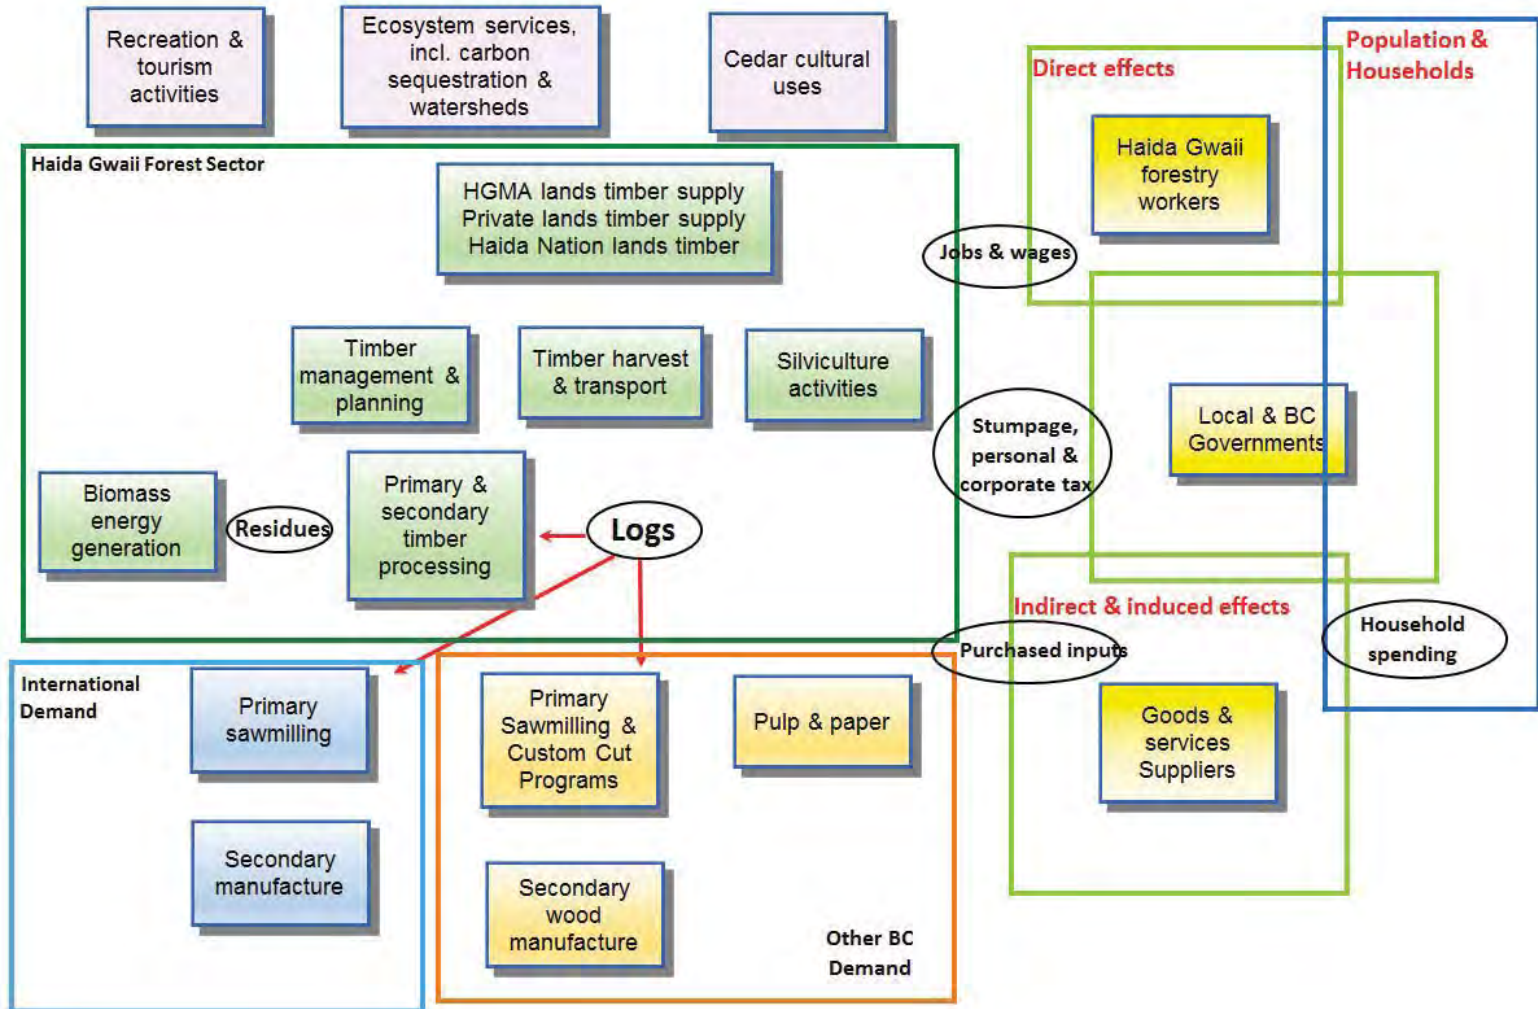 Recreation &
tourism
activities
Ecosystem services,
incl. carbon
sequestration &
watersheds
Cedar cultural
uses
Haida Gwaii Forest Sector
HGMA lands timber supply
Private lands timber supply
Haida Nation lands timber
Timber
management &
planning
Timber harvest
& transport
Silviculture
activities
Biomass
energy
generation
Residues
Primary &
secondary
timber
processing
Logs
International
Demand
Primary
sawmilling
Secondary
manufacture
Primary
Sawmilling &
Custom Cut
Programs
Pulp & paper
Secondary
wood
manufacture
Other BC
Demand
Jobs & wages
Stumpage,
personal &
corporate tax
Purchased inputs
Direct effects
Haida Gwaii
forestry
workers
Local & BC
Governments
Indirect & induced effects
Goods &
services
Suppliers
Population &
Households
Household
spending